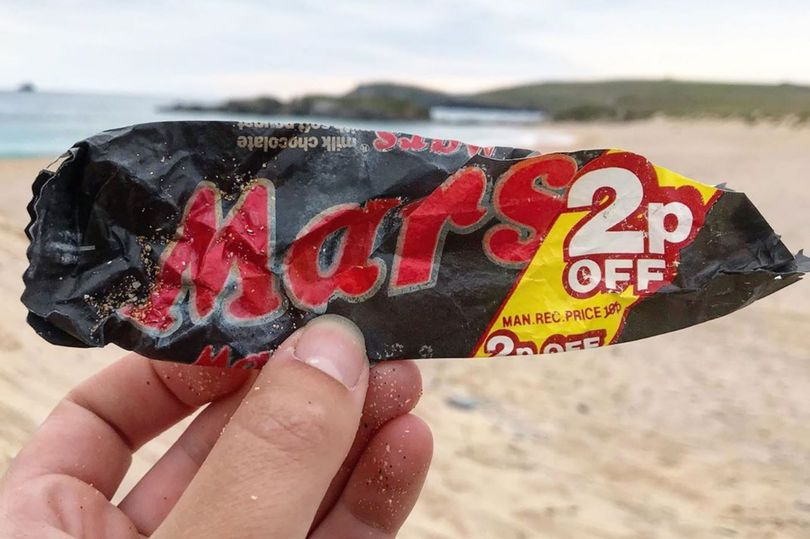 milk chocolate
Mars
Mars
2p
OFF
MAN.REC.PRICE
2p OFF